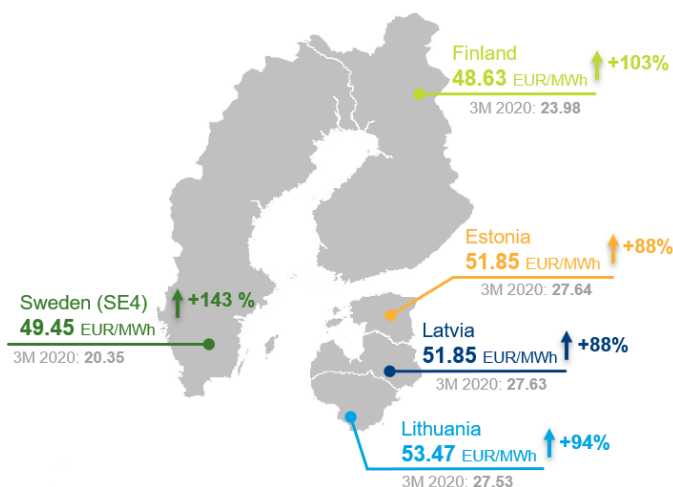 Finland
48.63 EUR/MWh +103%
3M 2020: 23.98
Estonia
51.85 EUR/MWh +88%
3M 2020: 27.64
Sweden (SE4) +143 %
49.45 EUR/MWh
3M 2020: 20.35
Latvia
51.85 EUR/MWh +88%
3M 2020: 27.63
Lithuania
53.47 EUR/MWh +94%
3M 2020: 27.53